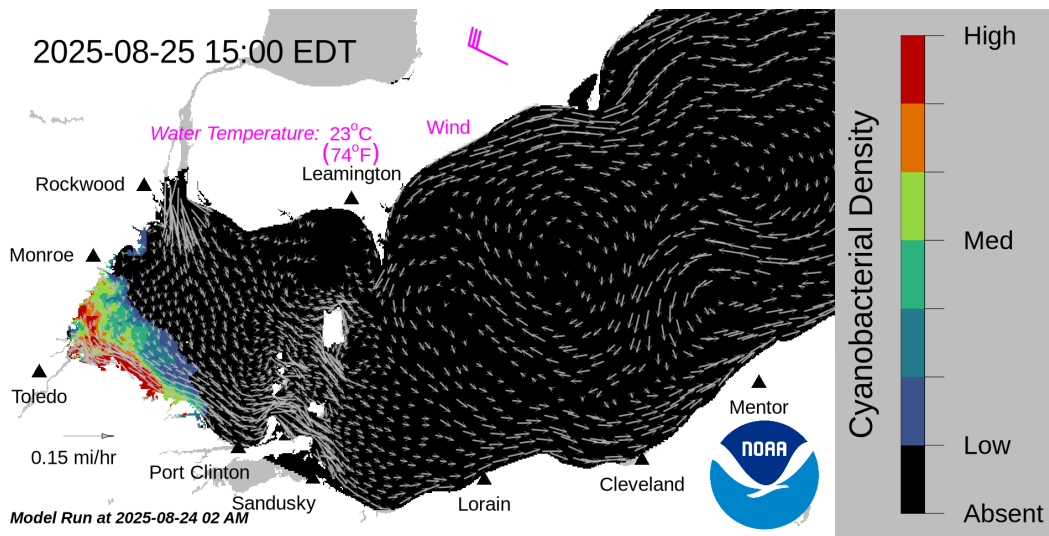 2025-08-25 15:00 EDT
Water Temperature: 23°C
(74°F)
Wind
Leamington
Rockwood
Monroe
Toledo
0.15 mi/hr
Port Clinton
Sandusky
Lorain
Cleveland
Mentor
NOAA
Model Run at 2025-08-24 02 AM
Cyanobacterial Density
High
Med
Low
Absent